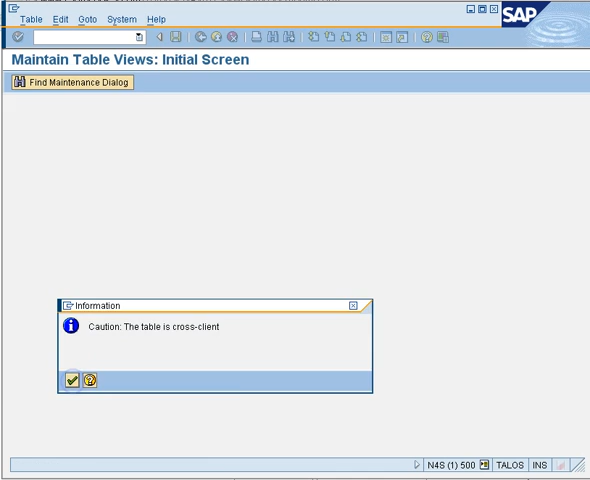 Table Edit Goto System Help
SAP
Maintain Table Views: Initial Screen
Find Maintenance Dialog
Information
Caution: The table is cross-client
N4S (1) 500 TALOS INS